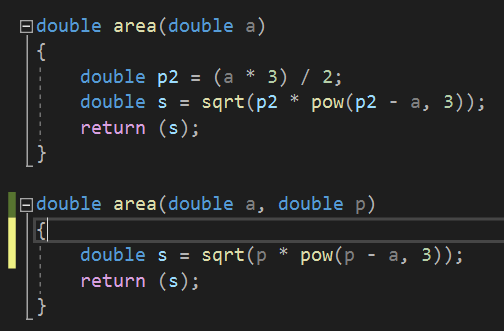 double area(double a)
{
double p2 = (a * 3) / 2;
double s = sqrt(p2 * pow(p2 - a, 3));
return (s);
}
double area(double a, double p)
{
double s = sqrt(p * pow(p - a, 3));
return (s);
}